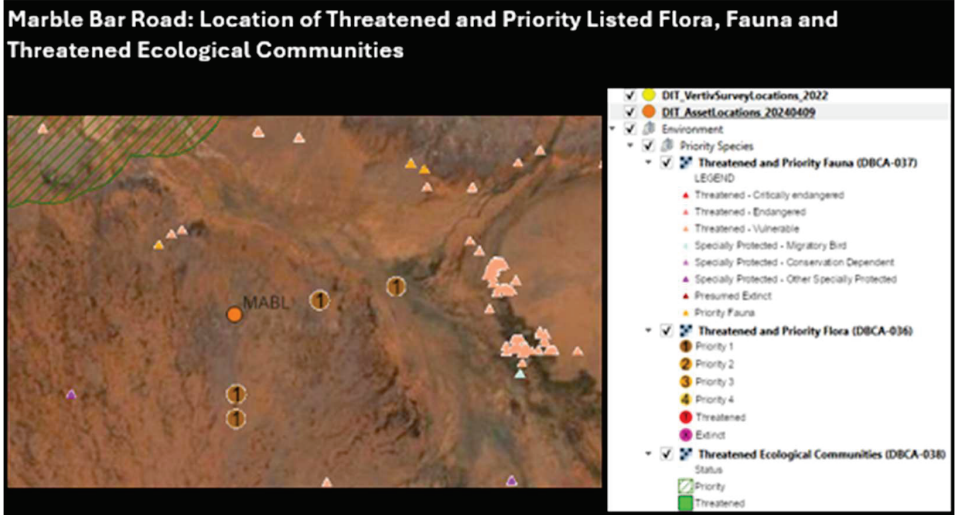 Marble Bar Road: Location of Threatened and Priority Listed Flora, Fauna and
Threatened Ecological Communities
DIT_VertivSurveyLocations_2022
DIT_AssetLocations_20240409
Environment
Priority Species
Threatened and Priority Fauna (DBCA-037)
LEGEND
Threatened - Critically endangered
Threatened - Endangered
Threatened - Vulnerable
Specially Protected - Migratory Bird
Specially Protected - Conservation Dependent
Specially Protected - Other Specially Protected
Presumed Extinct
Priority Fauna
Threatened and Priority Flora (DBCA-036)
1 Priority 1
2 Priority 2
3 Priority 3
4 Priority 4
Threatened
Extinct
Threatened Ecological Communities (DBCA-038)
Status
Priority
Threatened
MABL
1
1
1
1